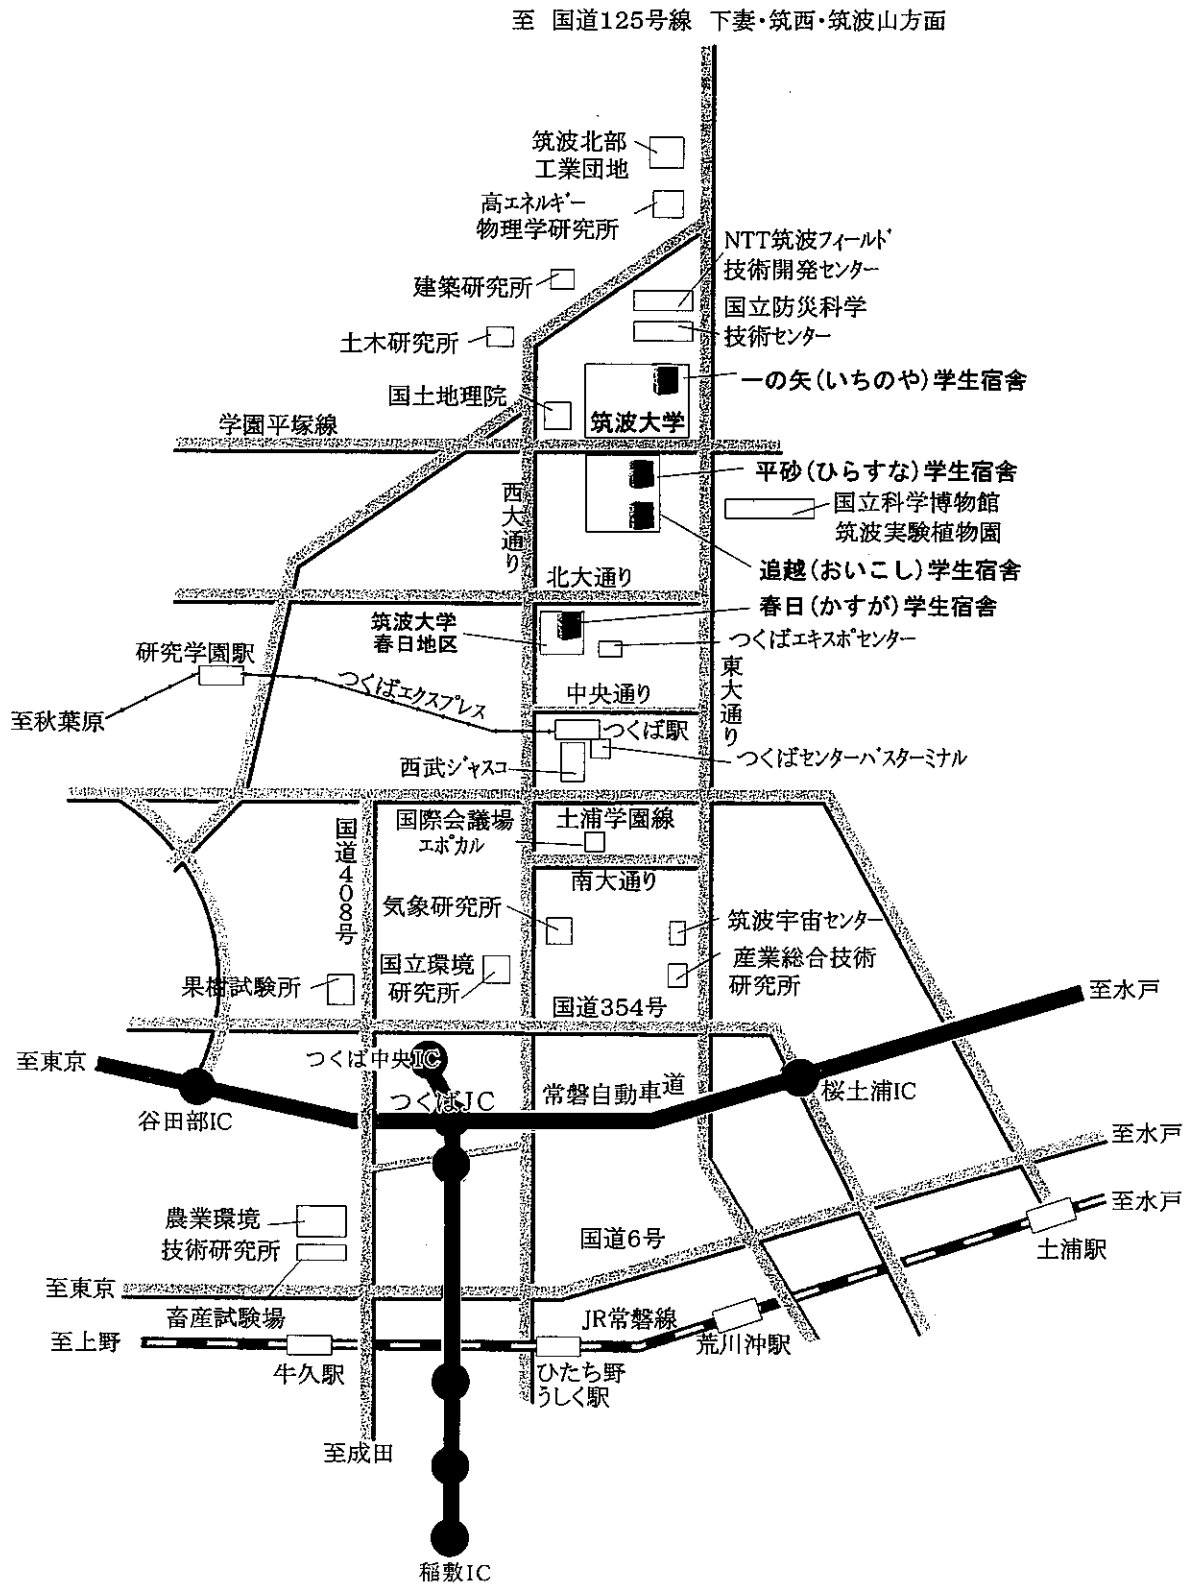 至 国道125号線 下妻・筑西・筑波山方面
筑波北部
工業団地
高エネルギー
物理学研究所
NTT筑波フィールド
技術開発センター
建築研究所
国立防災科学
技術センター
土木研究所
一の矢(いちのや)学生宿舎
国土地理院
筑波大学
学園平塚線
平砂(ひらすな)学生宿舎
西大通り
国立科学博物館
筑波実験植物園
追越(おいこし)学生宿舎
北大通り
春日(かすが)学生宿舎
筑波大学
春日地区
つくばエキスポセンター
研究学園駅
東大通り
つくばエクスプレス
中央通り
至秋葉原
つくば駅
西武ジャスコ
つくばセンターバスターミナル
国道408号
国際会議場
エポカル
土浦学園線
南大通り
気象研究所
筑波宇宙センター
国立環境
研究所
産業総合技術
研究所
果樹試験所
国道354号
至水戸
至東京
つくば中央IC
つくばJC
常磐自動車道
桜土浦IC
谷田部IC
至水戸
農業環境
技術研究所
国道6号
至水戸
土浦駅
至東京
畜産試験場
JR常磐線
至上野
荒川沖駅
牛久駅
ひたち野
うしく駅
至成田
稲敷IC